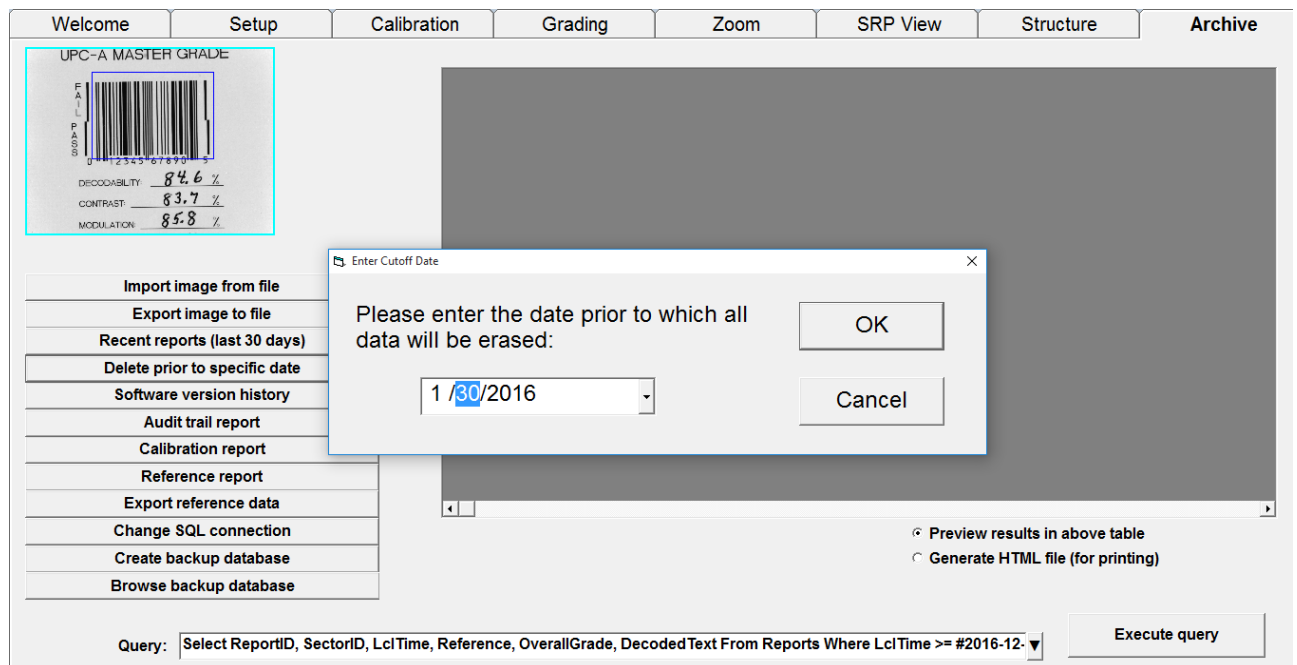 Welcome
Setup
Calibration
Grading
Zoom
SRP View
Structure
Archive
UPC-A MASTER GRADE
FAIL
PASS
0 12345 67890 5
DECODABILITY: 84.6 %
CONTRAST: 83.7 %
MODULATION: 85.8 %
Import image from file
Export image to file
Recent reports (last 30 days)
Delete prior to specific date
Software version history
Audit trail report
Calibration report
Reference report
Export reference data
Change SQL connection
Create backup database
Browse backup database
Enter Cutoff Date
Please enter the date prior to which all
data will be erased:
1 /30/2016
OK
Cancel
Preview results in above table
Generate HTML file (for printing)
Query: Select ReportID, SectorID, LclTime, Reference, OverallGrade, DecodedText From Reports Where LclTime >= #2016-12-
Execute query